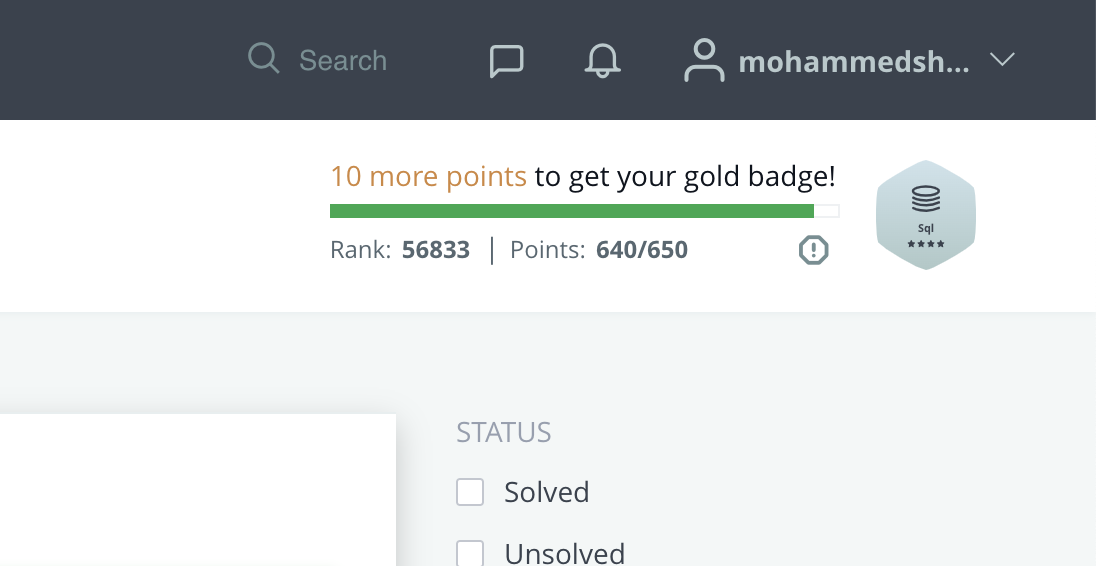 Search
mohammedsh...
10 more points to get your gold badge!
Rank: 56833 | Points: 640/650
Sql
STATUS
Solved
Unsolved